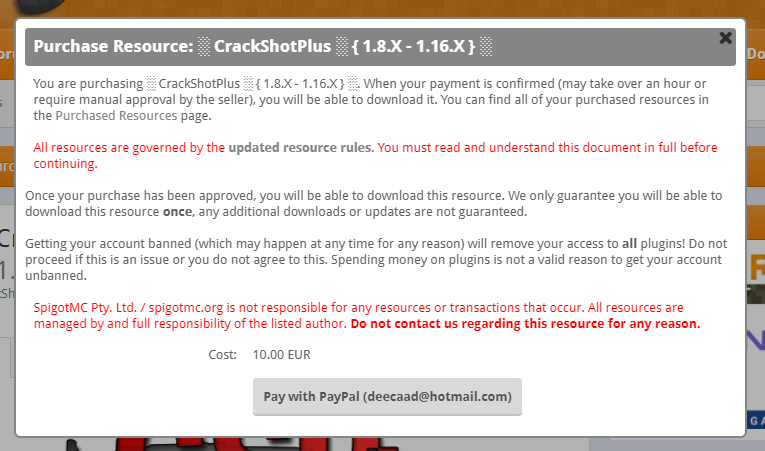 Purchase Resource: ░ CrackShotPlus ░ { 1.8.X - 1.16.X } ░
You are purchasing ░ CrackShotPlus ░ { 1.8.X - 1.16.X } ░. When your payment is confirmed (may take over an hour or
require manual approval by the seller), you will be able to download it. You can find all of your purchased resources in
the Purchased Resources page.
All resources are governed by the updated resource rules. You must read and understand this document in full before
continuing.
Once your purchase has been approved, you will be able to download this resource. We only guarantee you will be able to
download this resource once, any additional downloads or updates are not guaranteed.
Getting your account banned (which may happen at any time for any reason) will remove your access to all plugins! Do not
proceed if this is an issue or you do not agree to this. Spending money on plugins is not a valid reason to get your account
unbanned.
SpigotMC Pty. Ltd. / spigotmc.org is not responsible for any resources or transactions that occur. All resources are
managed by and full responsibility of the listed author. Do not contact us regarding this resource for any reason.
Cost: 10.00 EUR
Pay with PayPal (deecaad@hotmail.com)